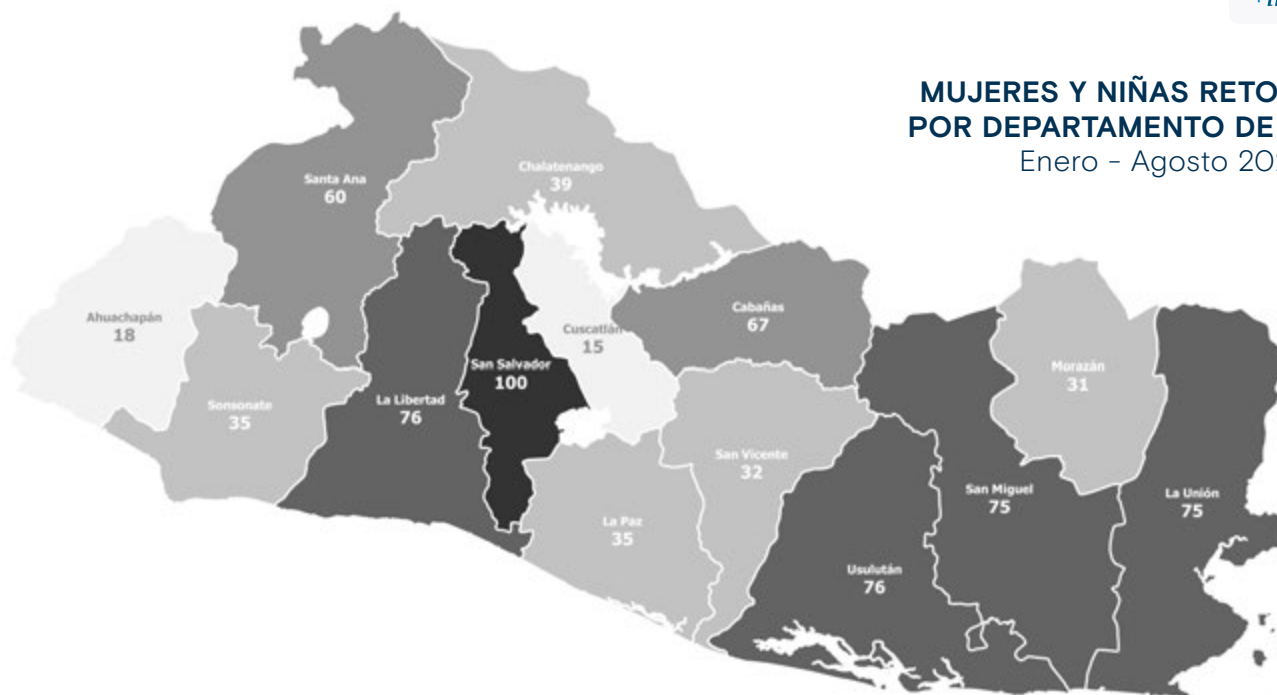 MUJERES Y NIÑAS
POR DEPARTAMENTO DE
Enero - Agosto
Chalatenango
39
Santa Ana
60
Ahuachapán
18
Sonsonate
35
La Libertad
76
San Salvador
100
Cuscatlán
15
Cabañas
67
La Paz
35
San Vicente
32
Usulután
76
San Miguel
75
Morazán
31
La Unión
75